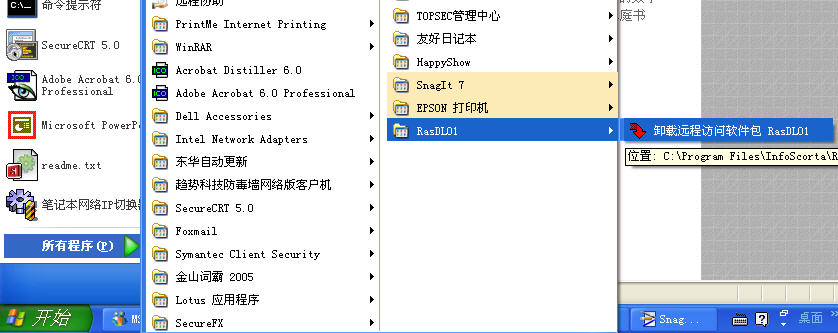 命令提示符
SecureCRT 5.0
Adobe Acrobat 6.0
Professional
Microsoft PowerPo
readme.txt
笔记本网络IP切换器
所有程序(P)
开始
远程协助
PrintMe Internet Printing
WinRAR
Acrobat Distiller 6.0
Adobe Acrobat 6.0 Professional
Dell Accessories
Intel Network Adapters
东华自动更新
趋势科技防毒墙网络版客户机
SecureCRT 5.0
Foxmail
Symantec Client Security
金山词霸 2005
Lotus 应用程序
SecureFX
TOPSEC管理中心
友好日记本
HappyShow
SnagIt 7
EPSON 打印机
RasDL01
卸载远程访问软件包 RasDL01
位置: C:\Program Files\InfoScorta\R
庭书
MS
Snag...
桌面